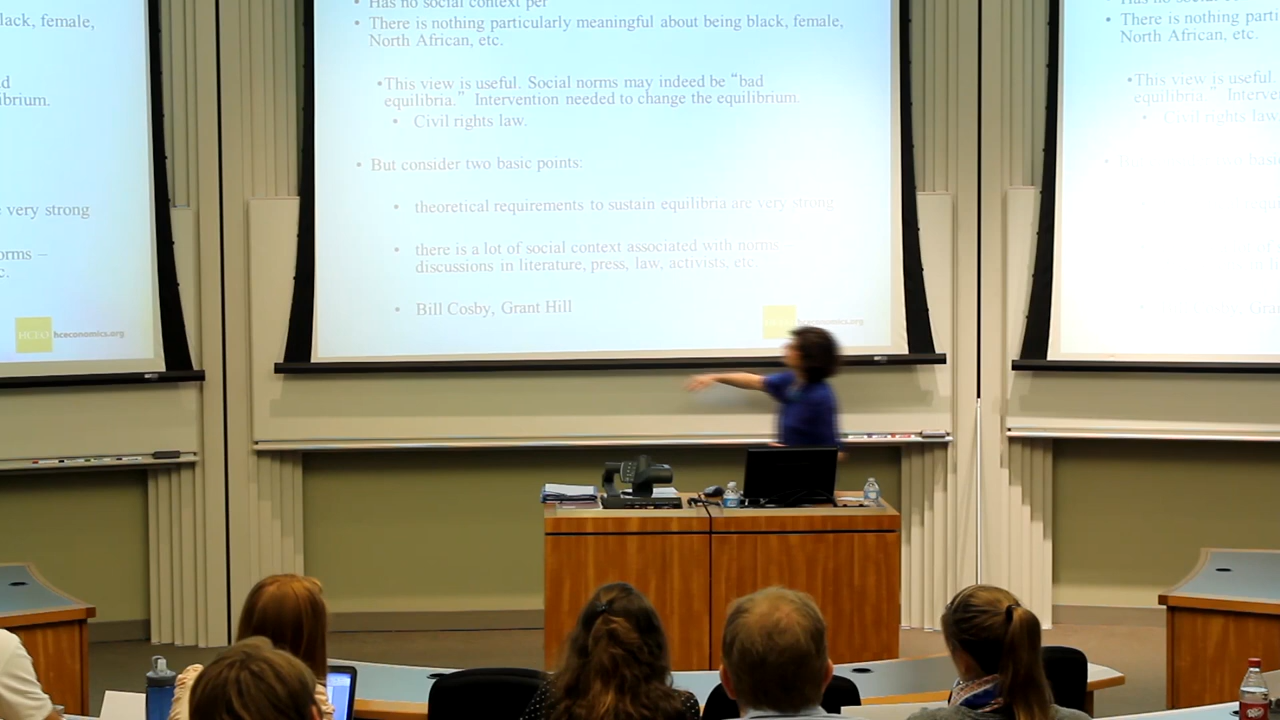 lack, female,
d
ibrium.
very strong
orms –
c.
HCEO hceconomics.org
• Has no social context per
• There is nothing particularly meaningful about being black, female,
North African, etc.
•This view is useful. Social norms may indeed be “bad
equilibria.” Intervention needed to change the equilibrium.
• Civil rights law.
• But consider two basic points:
• theoretical requirements to sustain equilibria are very strong
• there is a lot of social context associated with norms –
discussions in literature, press, law, activists, etc.
• Bill Cosby, Grant Hill
hceconomics.org
• There is nothing parti
North African, etc.
•This view is useful.
equilibria.” Interve
• Civil rights law